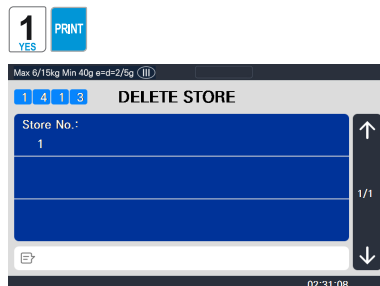 1 PRINT
YES
Max 6/15kg Min 40g e=d=2/5g III
1 4 1 3 DELETE STORE
Store No.:
1
1/1
02:31:08